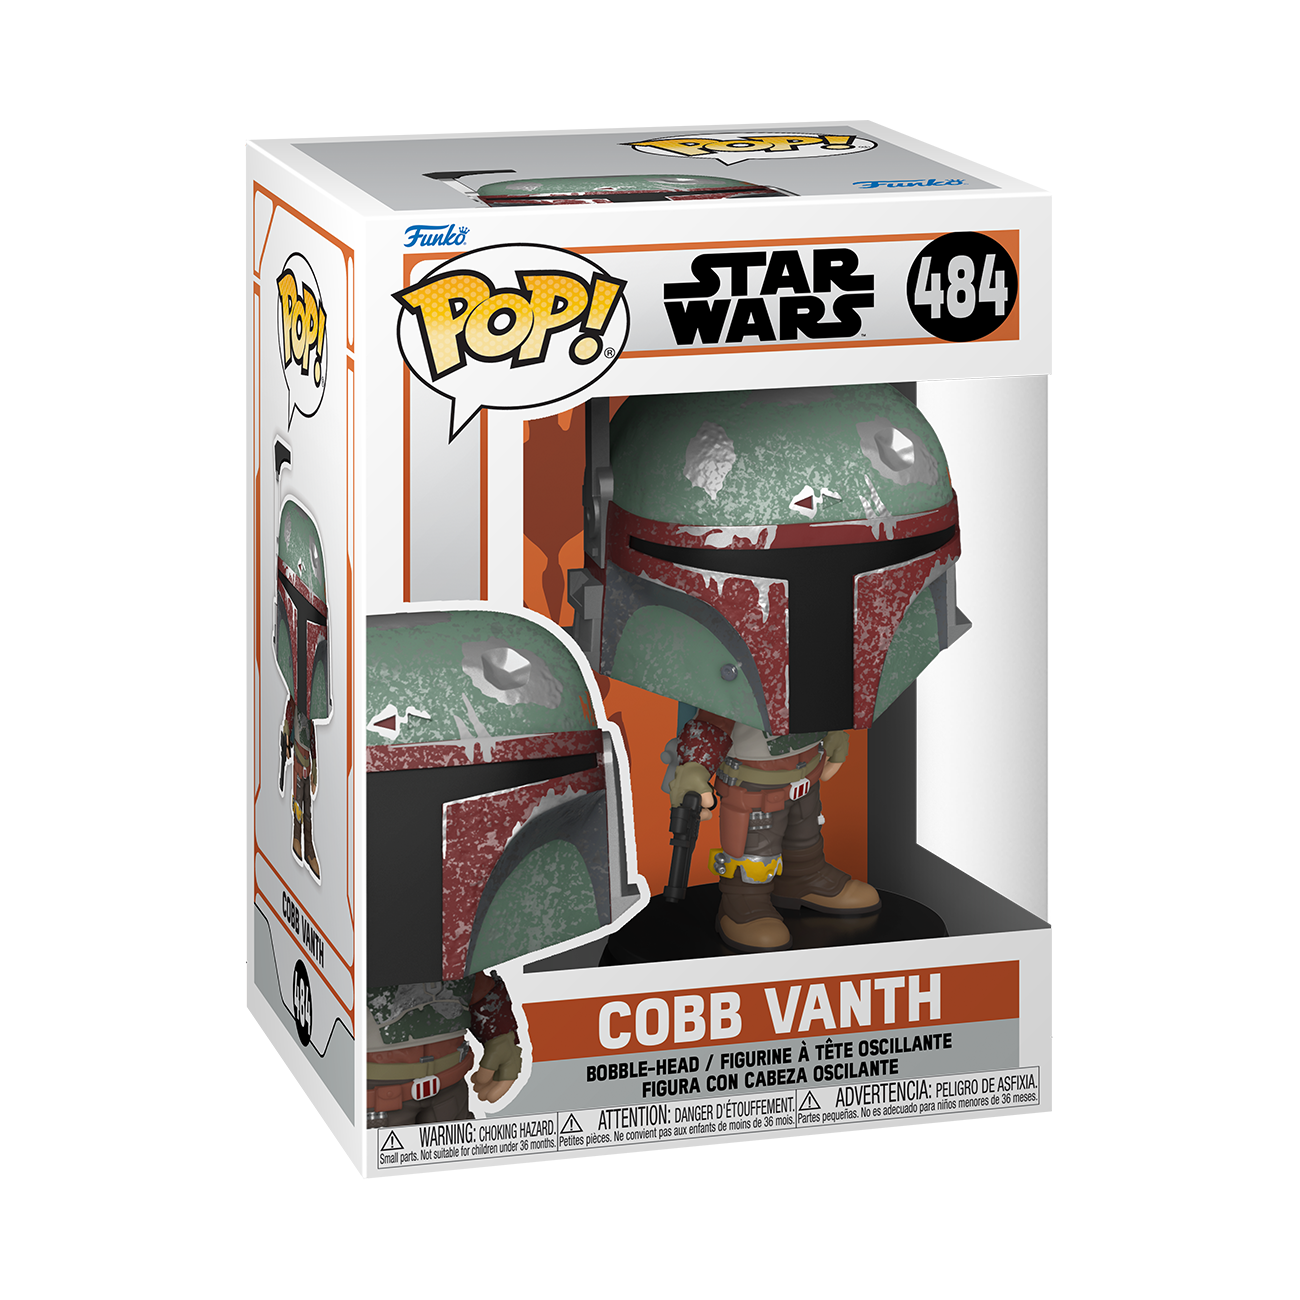 POP!
Funko
Funko
POP!®
STAR
WARS™
484
POP!
COBB VANTH
484
COBB VANTH
BOBBLE-HEAD / FIGURINE À TÊTE OSCILLANTE
FIGURA CON CABEZA OSCILANTE
WARNING: CHOKING HAZARD.
Small parts. Not suitable for children under 36 months.
ATTENTION: DANGER D'ÉTOUFFEMENT.
Petites pièces. Ne convient pas aux enfants de moins de 36 mois.
ADVERTENCIA: PELIGRO DE ASFIXIA.
Partes pequeñas. No es adecuado para niños menores de 36 meses.